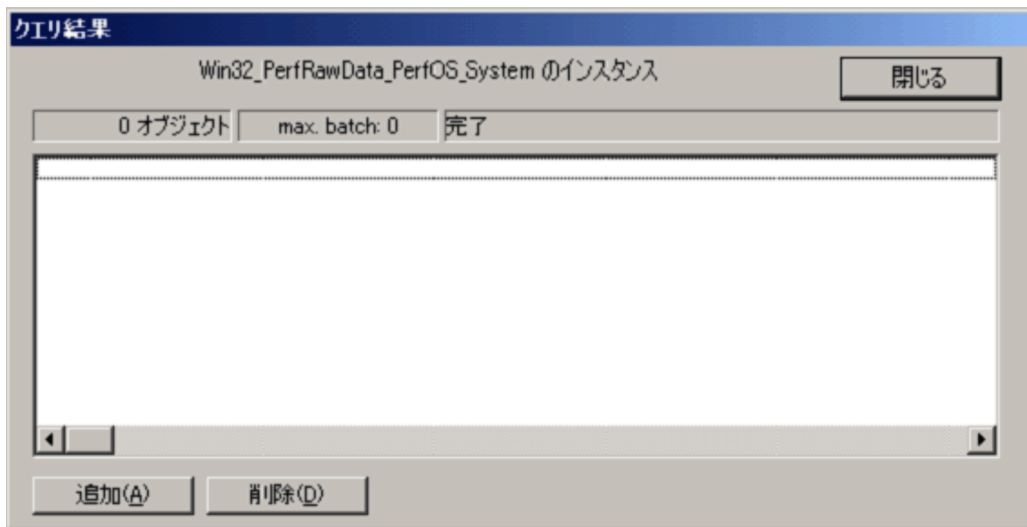 クエリ結果
Win32_PerfRawData_PerfOS_System のインスタンス
閉じる
0 オブジェクト
max. batch: 0
完了
追加(A)
削除(D)